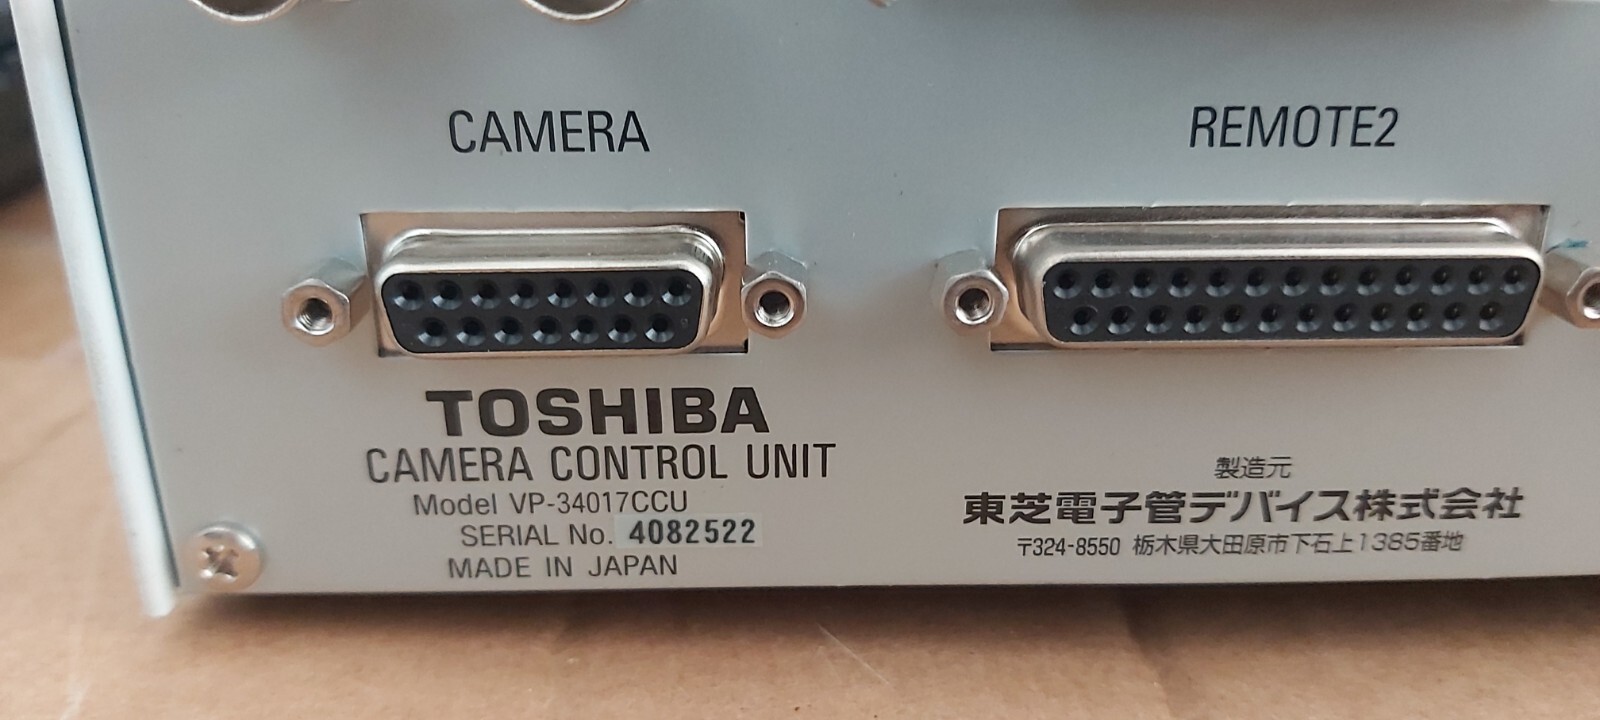 CAMERA
REMOTE2
TOSHIBA
CAMERA CONTROL UNIT
Model VP-34017CCU
SERIAL No. 4082522
MADE IN JAPAN
製造元
東芝電子管デバイス株式会社
〒324-8550 栃木県大田原市下石上1385番地